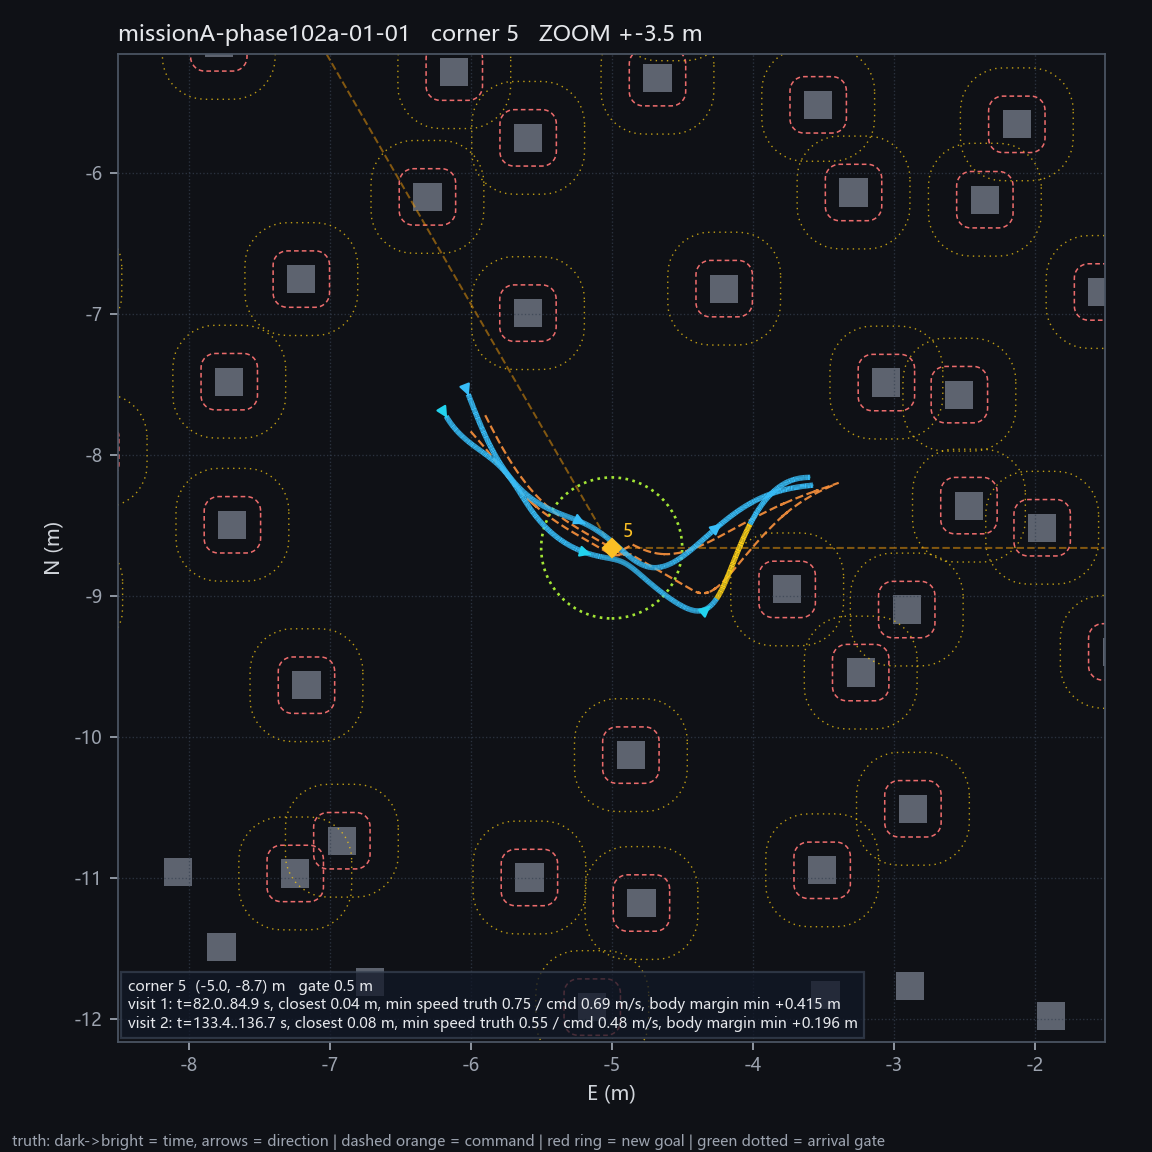 missionA-phase102a-01-01 corner 5 ZOOM +-3.5 m
-6
-7
-8
-9
-10
-11
-12
N (m)
5
corner 5 (-5.0, -8.7) m gate 0.5 m
visit 1: t=82.0..84.9 s, closest 0.04 m, min speed truth 0.75 / cmd 0.69 m/s, body margin min +0.415 m
visit 2: t=133.4..136.7 s, closest 0.08 m, min speed truth 0.55 / cmd 0.48 m/s, body margin min +0.196 m
-8 -7 -6 -5 -4 -3 -2
E (m)
truth: dark->bright = time, arrows = direction | dashed orange = command | red ring = new goal | green dotted = arrival gate